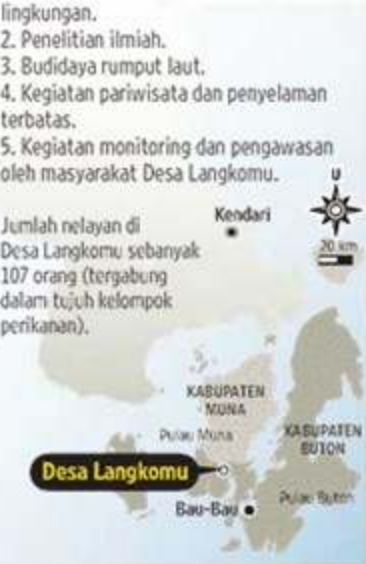 lingkungan.
2. Penelitian ilmiah.
3. Budidaya rumput laut.
4. Kegiatan pariwisata dan penyelaman
terbatas.
5. Kegiatan monitoring dan pengawasan
oleh masyarakat Desa Langkomu.
U
Kendari
20 km
Jumlah nelayan di
Desa Langkomu sebanyak
107 orang (tergabung
dalam tujuh kelompok
perikanan).
KABUPATEN
MUNA
Pulau Muna
KABUPATEN
BUTON
Desa Langkomu
Bau-Bau
Pulau Buton